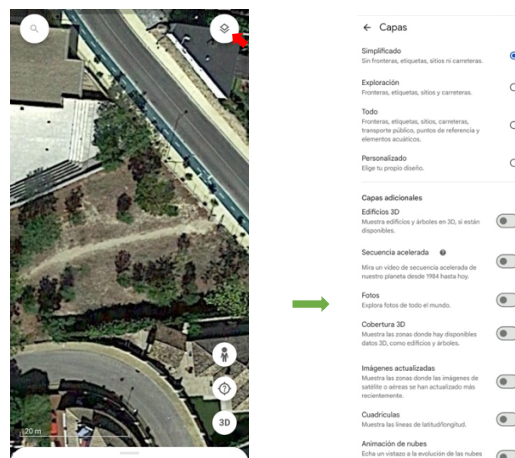 3D
20 m
← Capas
Simplificado
Sin fronteras, etiquetas, sitios ni carreteras.
Exploración
Fronteras, etiquetas, sitios y carreteras.
Todo
Fronteras, etiquetas, sitios, carreteras,
transporte público, puntos de referencia y
elementos acuáticos.
Personalizado
Elige tu propio diseño.
Capas adicionales
Edificios 3D
Muestra edificios y árboles en 3D, si están
disponibles.
Secuencia acelerada
Mira un vídeo de secuencia acelerada de
nuestro planeta desde 1984 hasta hoy.
Fotos
Explora fotos de todo el mundo.
Cobertura 3D
Muestra las zonas donde hay disponibles
datos 3D, como edificios y árboles.
Imágenes actualizadas
Muestra las zonas donde las imágenes de
satélite o aéreas se han actualizado más
recientemente.
Cuadrículas
Muestra las líneas de latitud/longitud.
Animación de nubes
Echa un vistazo a la evolución de las nubes